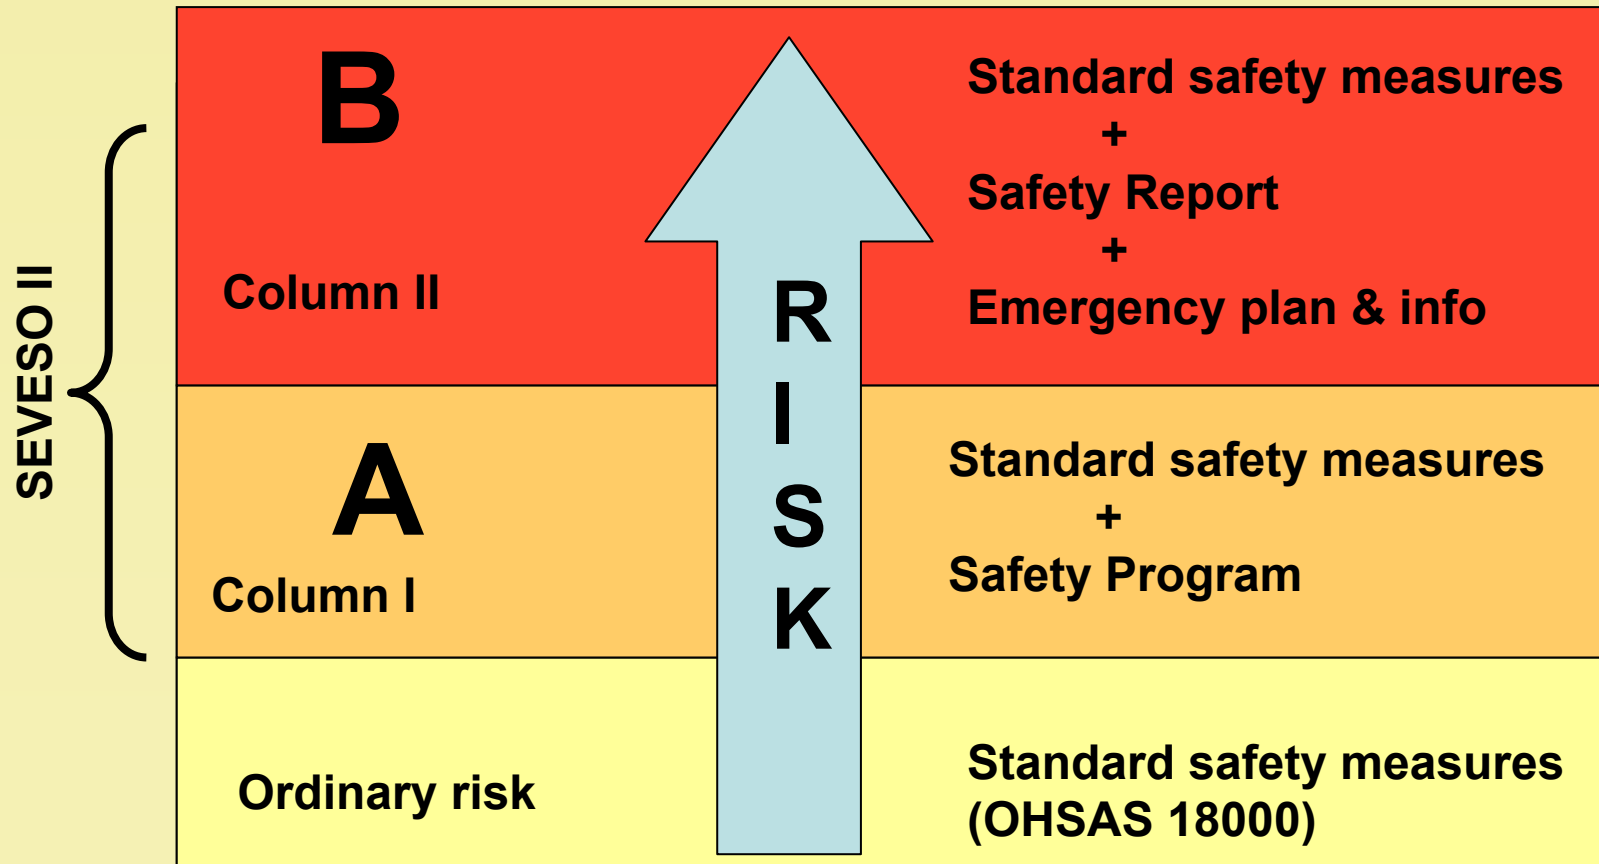 SEVESO II
B
Column II
Standard safety measures
+
Safety Report
+
Emergency plan & info
R
I
S
K
A
Column I
Standard safety measures
+
Safety Program
Ordinary risk
Standard safety measures
(OHSAS 18000)